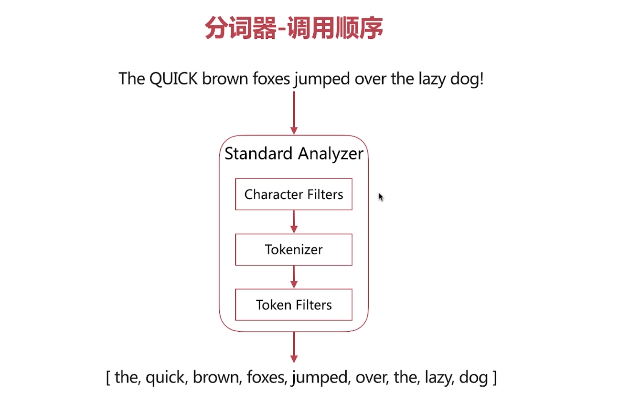 分词器-调用顺序
The QUICK brown foxes jumped over the lazy dog!
Standard Analyzer
Character Filters
Tokenizer
Token Filters
[ the, quick, brown, foxes, jumped, over, the, lazy, dog ]